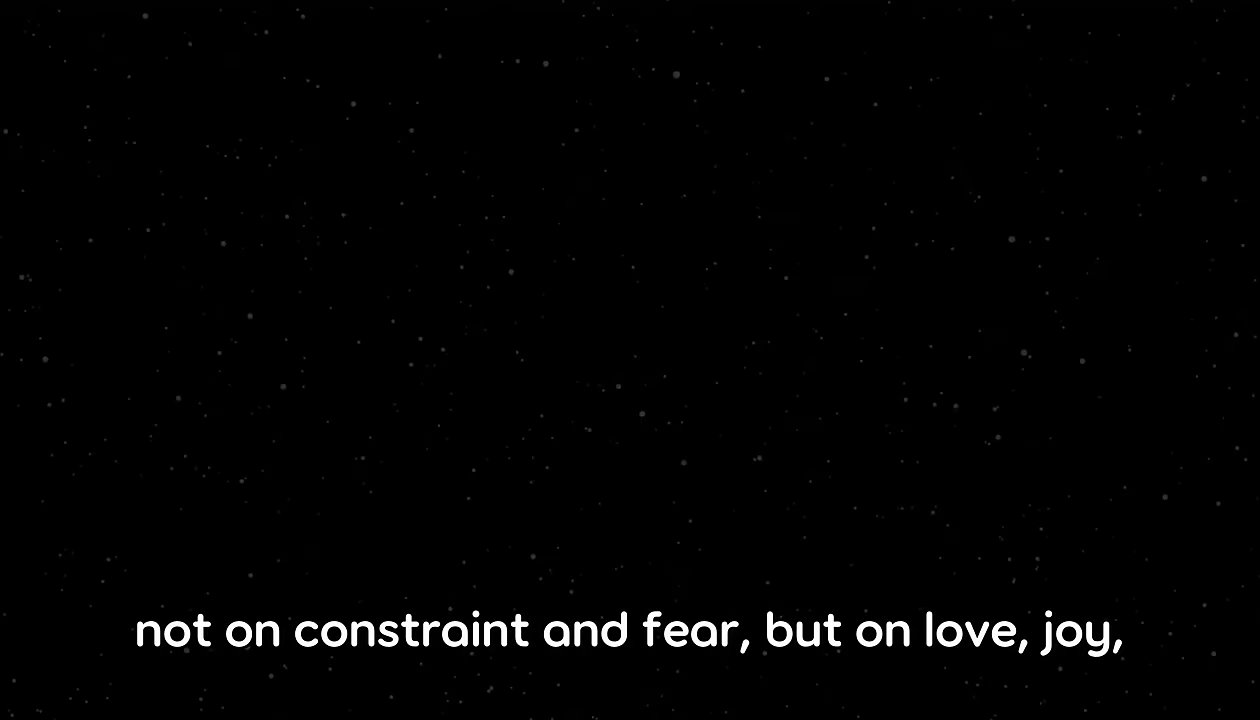 not on constraint and fear, but on love, joy,